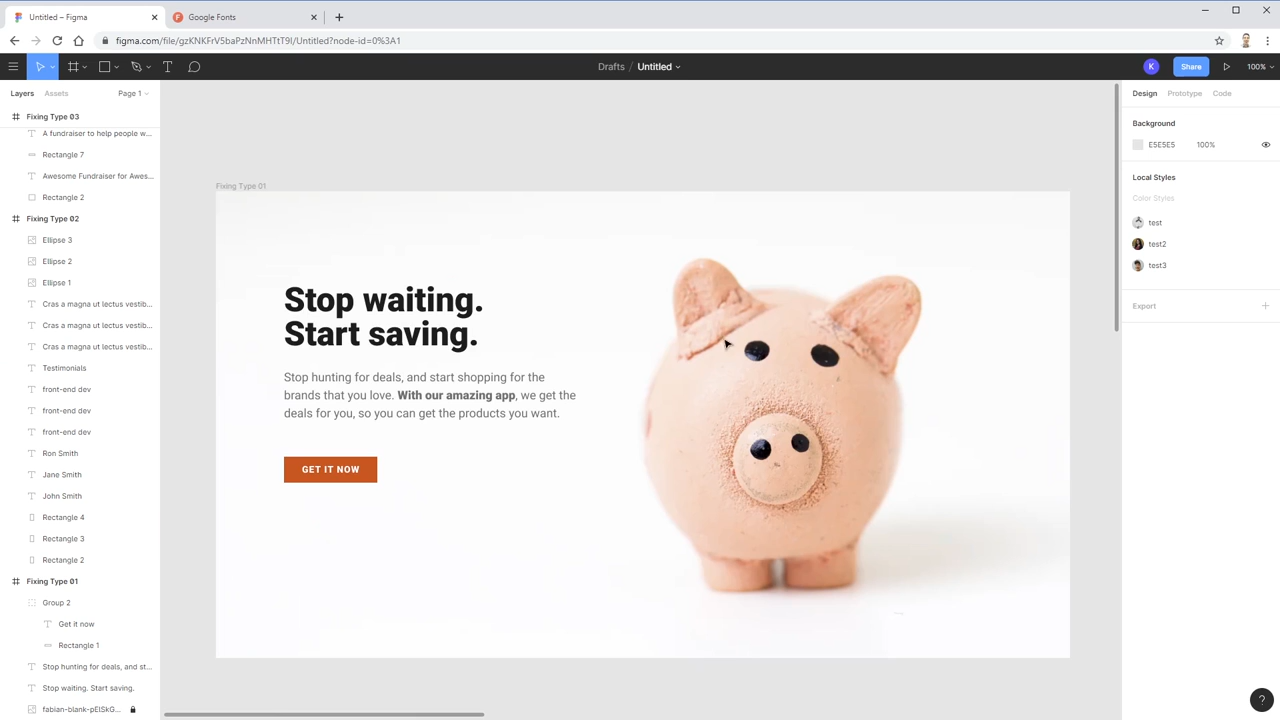 Untitled – Figma
Google Fonts
figma.com/file/gzKNKFrV5baPzNnMHTtT9I/Untitled?node-id=0%3A1
Drafts / Untitled
K
Share
100%
Layers
Assets
Page 1
Fixing Type 03
A fundraiser to help people w...
Rectangle 7
Awesome Fundraiser for Awes...
Rectangle 2
Fixing Type 02
Ellipse 3
Ellipse 2
Ellipse 1
Cras a magna ut lectus vestib...
Cras a magna ut lectus vestib...
Cras a magna ut lectus vestib...
Testimonials
front-end dev
front-end dev
front-end dev
Ron Smith
Jane Smith
John Smith
Rectangle 4
Rectangle 3
Rectangle 2
Fixing Type 01
Group 2
Get it now
Rectangle 1
Stop hunting for deals, and st...
Stop waiting. Start saving.
fabian-blank-pElSkG...
Fixing Type 01
Stop waiting.
Start saving.
Stop hunting for deals, and start shopping for the
brands that you love. With our amazing app, we get the
deals for you, so you can get the products you want.
GET IT NOW
Design
Prototype
Code
Background
E5E5E5
100%
Local Styles
Color Styles
test
test2
test3
Export
?